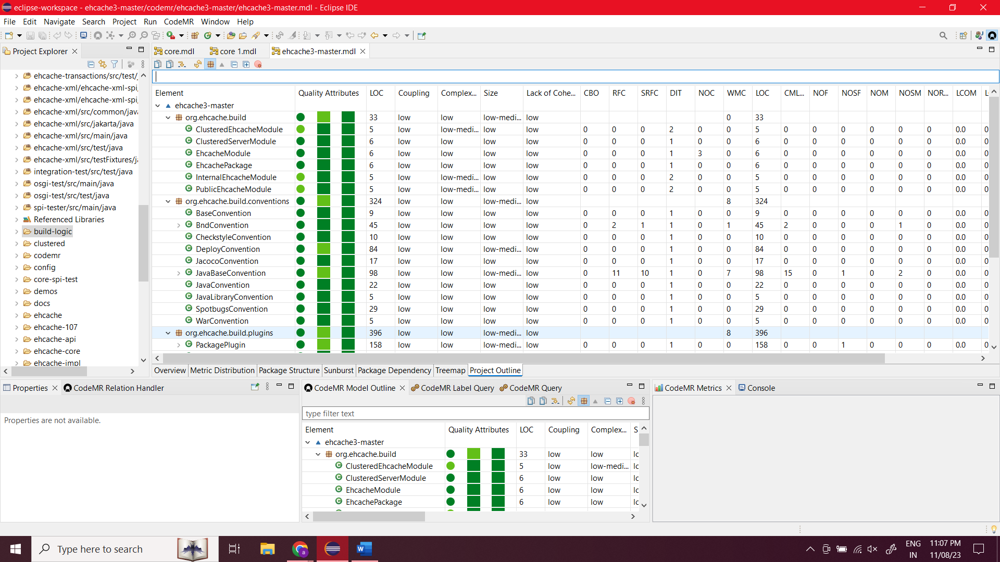 eclipse-workspace - ehcache3-master/codemr/ehcache3-master/ehcache3-master.mdl - Eclipse IDE
File Edit Navigate Search Project Run CodeMR Window Help
Project Explorer
ehcache-transactions/src/test/
ehcache-xml/ehcache-xml-spi
ehcache-xml/ehcache-xml-spi
ehcache-xml/src/common/java
ehcache-xml/src/jakarta/java
ehcache-xml/src/main/java
ehcache-xml/src/test/java
ehcache-xml/src/testFixtures/ja
integration-test/src/test/java
osgi-test/src/main/java
osgi-test/src/test/java
spi-tester/src/main/java
Referenced Libraries
build-logic
clustered
codemr
config
core-spi-test
demos
docs
ehcache
ehcache-107
ehcache-api
ehcache-core
ehcache-impl
core.mdl core 1.mdl ehcache3-master.mdl
Element Quality Attributes LOC Coupling Complex... Size Lack of Cohe... CBO RFC SRFC DIT NOC WMC LOC CML... NOF NOSF NOM NOSM NOR... LCOM
ehcache3-master
org.ehcache.build 33 low low low-medi... low 0 33
ClusteredEhcacheModule 5 low low-medi... low low 0 0 0 2 0 0 5 0 0 0 0 0 0 0.0 0
ClusteredServerModule 6 low low low low 0 0 0 1 0 0 6 0 0 0 0 0 0 0.0 0
EhcacheModule 6 low low low low 0 0 0 1 3 0 6 0 0 0 0 0 0 0.0 0
EhcachePackage 6 low low low low 0 0 0 1 0 0 6 0 0 0 0 0 0 0.0 0
InternalEhcacheModule 5 low low-medi... low low 0 0 0 2 0 0 5 0 0 0 0 0 0 0.0 0
PublicEhcacheModule 5 low low-medi... low low 0 0 0 2 0 0 5 0 0 0 0 0 0 0.0 0
org.ehcache.build.conventions 324 low low low-medi... low 8 324
BaseConvention 9 low low low low 0 0 0 1 0 0 9 0 0 0 0 0 0 0.0 0
BndConvention 45 low low low low 0 2 1 1 0 1 45 2 0 0 0 1 0 0.0 0
CheckstyleConvention 10 low low low low 0 0 0 1 0 0 10 0 0 0 0 0 0 0.0 0
DeployConvention 84 low low low-medi... low 0 0 0 1 0 0 84 0 0 0 0 0 0 0.0 0
JacocoConvention 17 low low low low 0 0 0 1 0 0 17 0 0 0 0 0 0 0.0 0
JavaBaseConvention 98 low low low-medi... low 0 11 10 1 0 7 98 15 0 1 0 2 0 0.0 0
JavaConvention 22 low low low low 0 0 0 1 0 0 22 0 0 0 0 0 0 0.0 0
JavaLibraryConvention 5 low low low low 0 0 0 1 0 0 5 0 0 0 0 0 0 0.0 0
SpotbugsConvention 29 low low low low 0 0 0 1 0 0 29 0 0 0 0 0 0 0.0 0
WarConvention 5 low low low low 0 0 0 1 0 0 5 0 0 0 0 0 0 0.0 0
org.ehcache.build.plugins 396 low low low-medi... low 8 396
PackagePlugin 158 low low low-medi... low 0 0 0 1 0 0 158 0 0 1 0 0 0 0.0 0
Overview Metric Distribution Package Structure Sunburst Package Dependency Treemap Project Outline
Properties CodeMR Relation Handler
Properties are not available.
CodeMR Model Outline CodeMR Label Query CodeMR Query
type filter text
Element Quality Attributes LOC Coupling Complex... S
ehcache3-master
org.ehcache.build 33 low low lc
ClusteredEhcacheModule 5 low low-medi... lc
ClusteredServerModule 6 low low lc
EhcacheModule 6 low low lc
EhcachePackage 6 low low lc
CodeMR Metrics Console
Type here to search
ENG
IN
11:07 PM
11/08/23